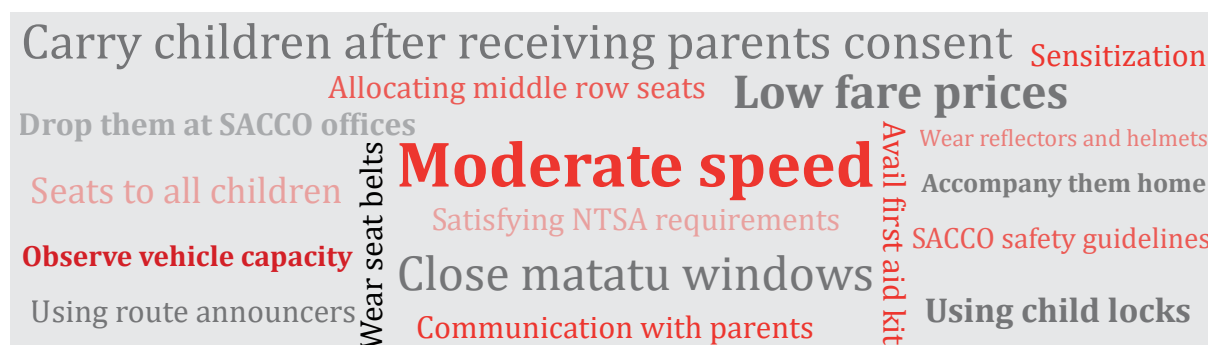 Carry children after receiving parents consent
Sensitization
Allocating middle row seats
Low fare prices
Drop them at SACCO offices
Wear seat belts
Moderate speed
Avail first aid kit
Wear reflectors and helmets
Seats to all children
Accompany them home
Satisfying NTSA requirements
Observe vehicle capacity
SACCO safety guidelines
Close matatu windows
Using route announcers
Using child locks
Communication with parents